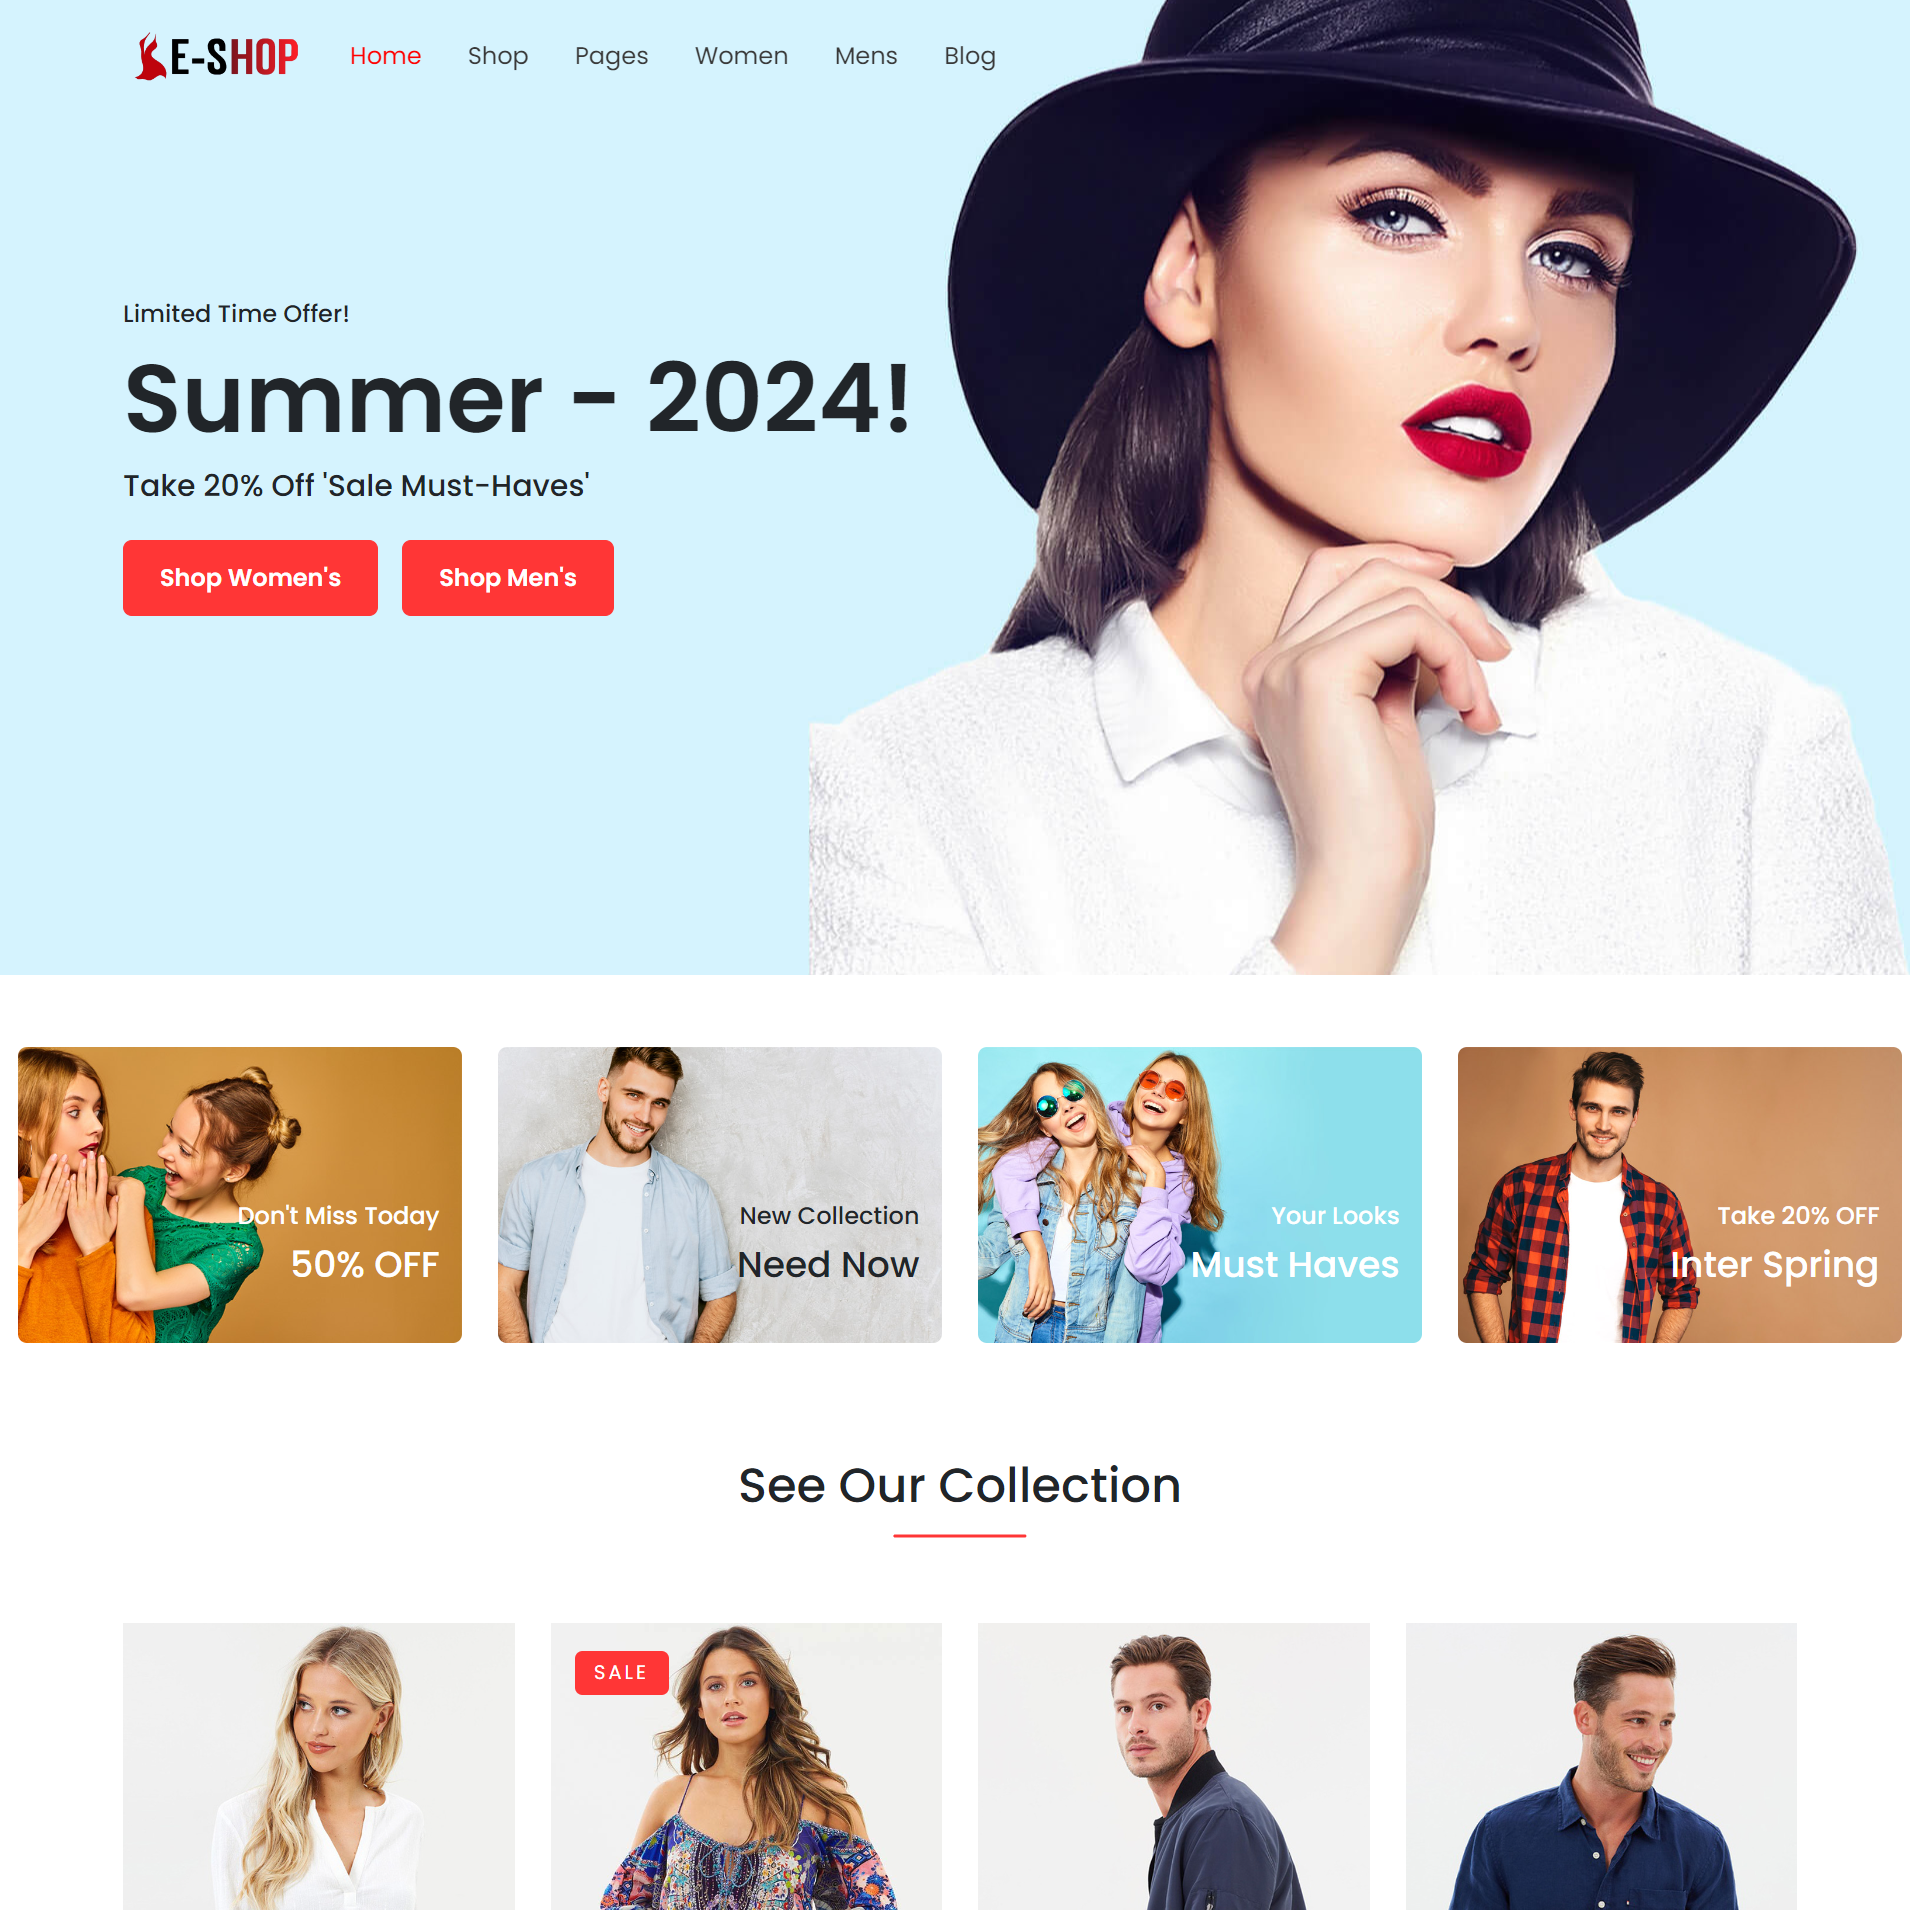 E-SHOP
Home Shop Pages Women Mens Blog
Limited Time Offer!
Summer - 2024!
Take 20% Off 'Sale Must-Haves'
Shop Women's Shop Men's
Don't Miss Today
50% OFF
New Collection
Need Now
Your Looks
Must Haves
Take 20% OFF
Inter Spring
See Our Collection
SALE